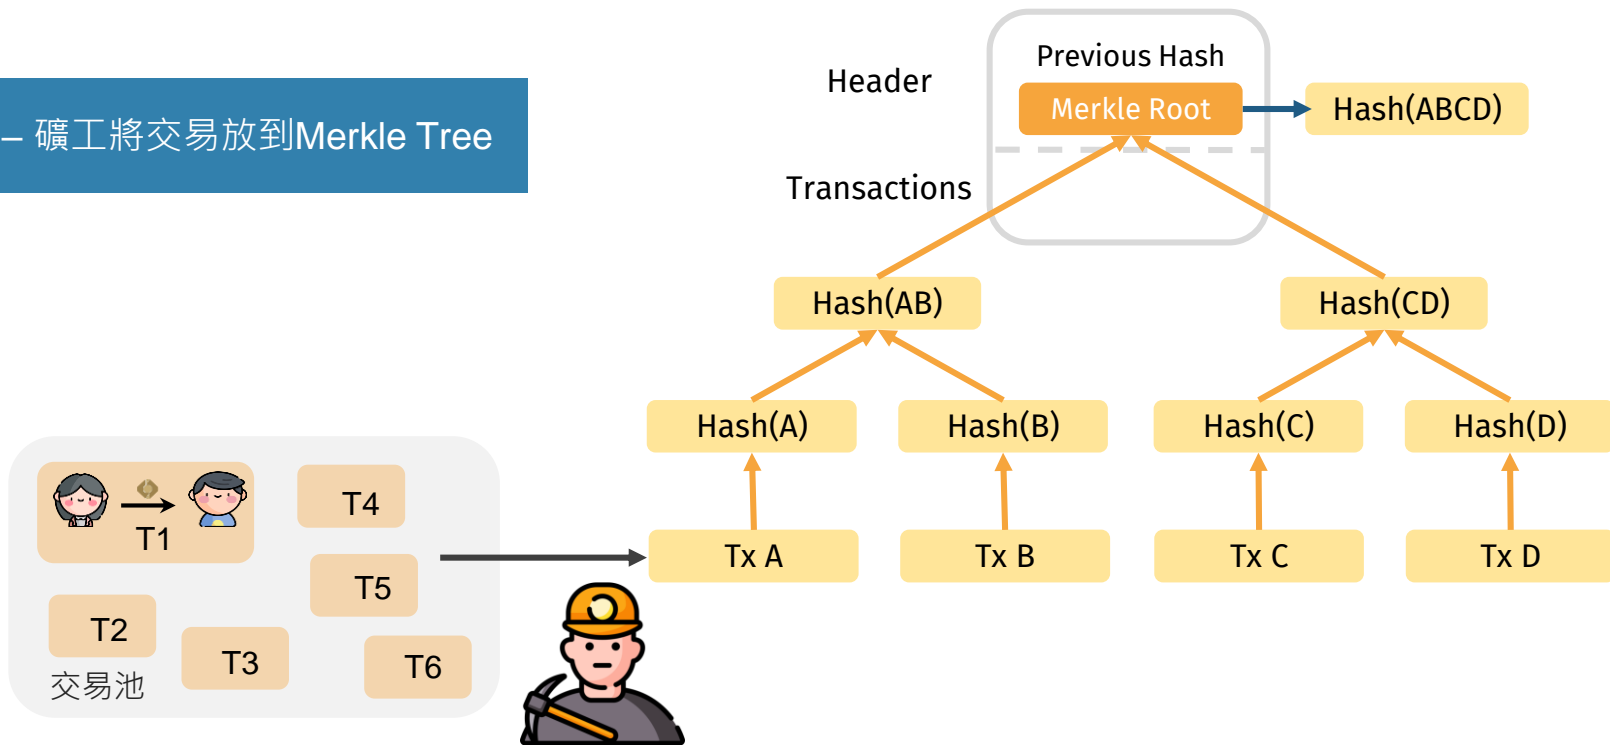 Previous Hash
Header
Merkle Root
Hash(ABCD)
– 礦工將交易放到Merkle Tree
Transactions
Hash(AB)
Hash(CD)
Hash(A)
Hash(B)
Hash(C)
Hash(D)
T4
T1
Tx A
Tx B
Tx C
Tx D
T5
T2
T3
T6
交易池